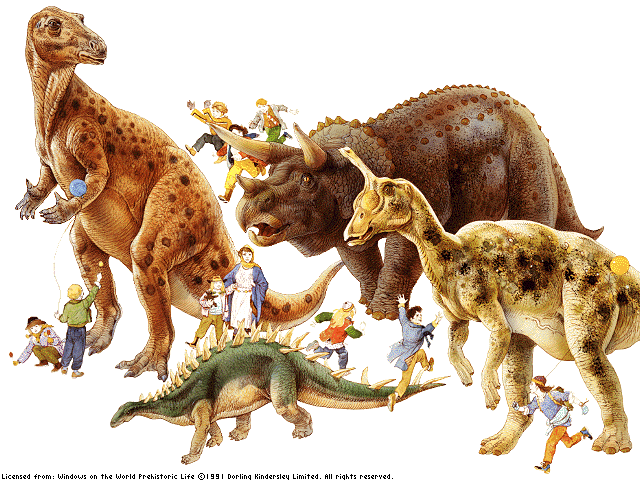 Licensed from: Windows on the World Prehistoric Life ©1991 Dorling Kindersley Limited. All rights reserved.